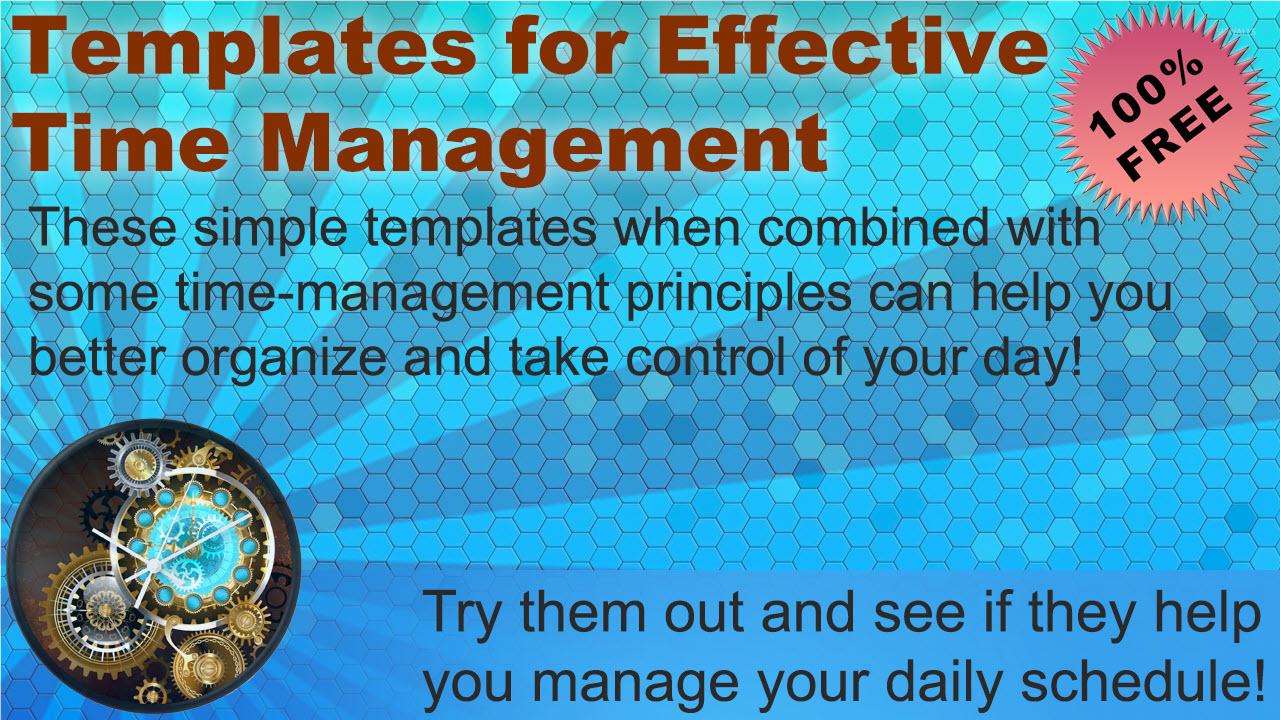 Templates for Effective
Time Management
100%
FREE
These simple templates when combined with
some time-management principles can help you
better organize and take control of your day!
Try them out and see if they help
you manage your daily schedule!